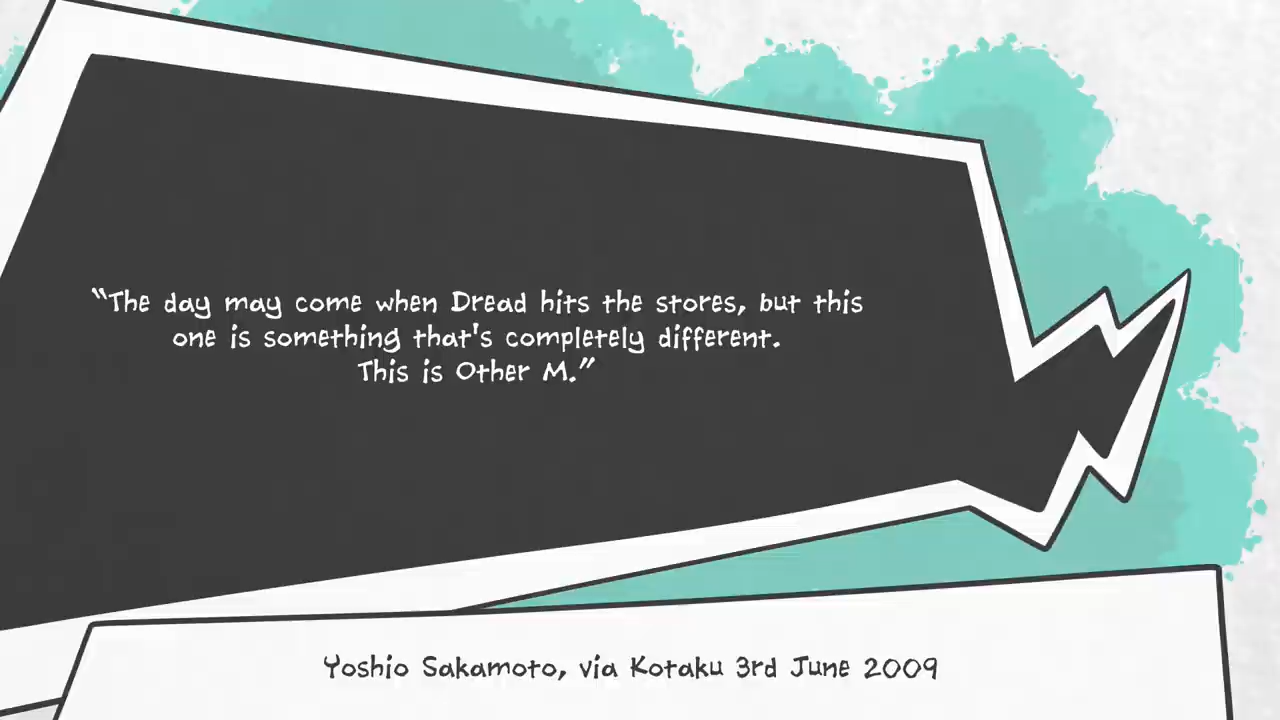 “The day may come when Dread hits the stores, but this
one is something that's completely different.
This is Other M.”
Yoshio Sakamoto, via Kotaku 3rd June 2009